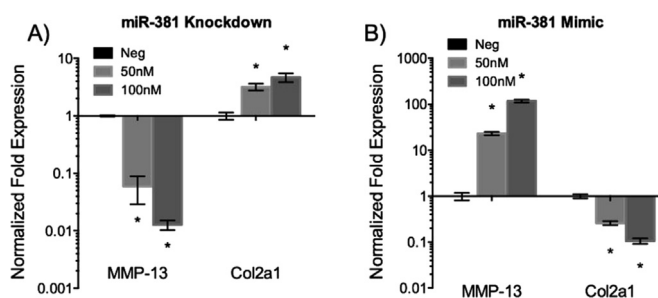 A)
miR-381 Knockdown
Neg
50nM
100nM
Normalized Fold Expression
10
1
0.1
0.01
0.001
* *
* *
MMP-13 Col2a1
B)
miR-381 Mimic
Neg
50nM
100nM
Normalized Fold Expression
1000
100
10
1
0.1
0.01
* *
* *
MMP-13 Col2a1